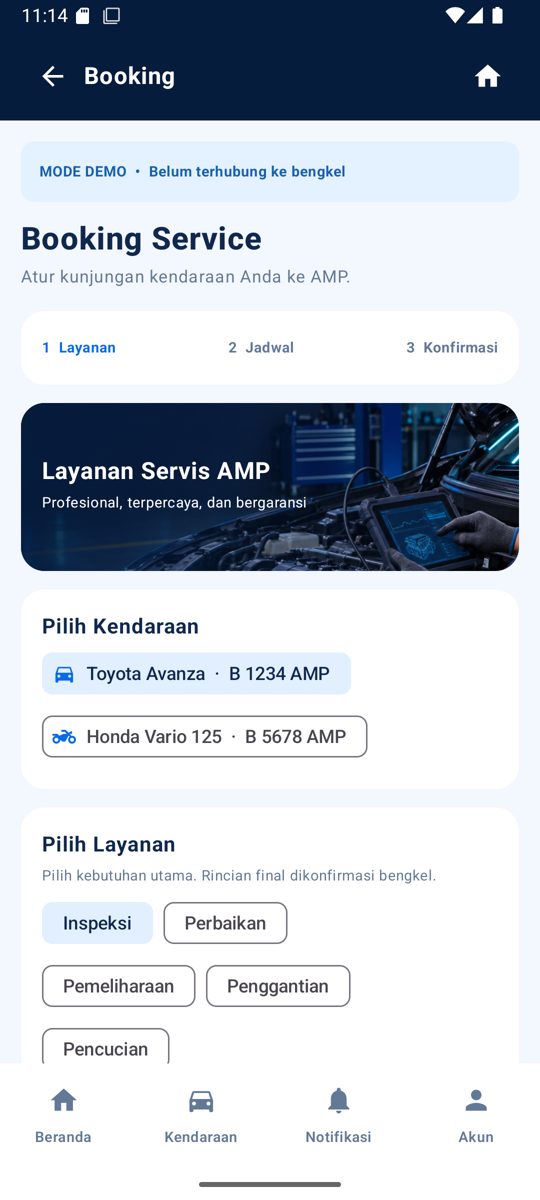 11:14
Booking
MODE DEMO • Belum terhubung ke bengkel
Booking Service
Atur kunjungan kendaraan Anda ke AMP.
1 Layanan 2 Jadwal 3 Konfirmasi
Layanan Servis AMP
Profesional, terpercaya, dan bergaransi
Pilih Kendaraan
Toyota Avanza · B 1234 AMP
Honda Vario 125 · B 5678 AMP
Pilih Layanan
Pilih kebutuhan utama. Rincian final dikonfirmasi bengkel.
Inspeksi Perbaikan
Pemeliharaan Penggantian
Pencucian
Beranda Kendaraan Notifikasi Akun